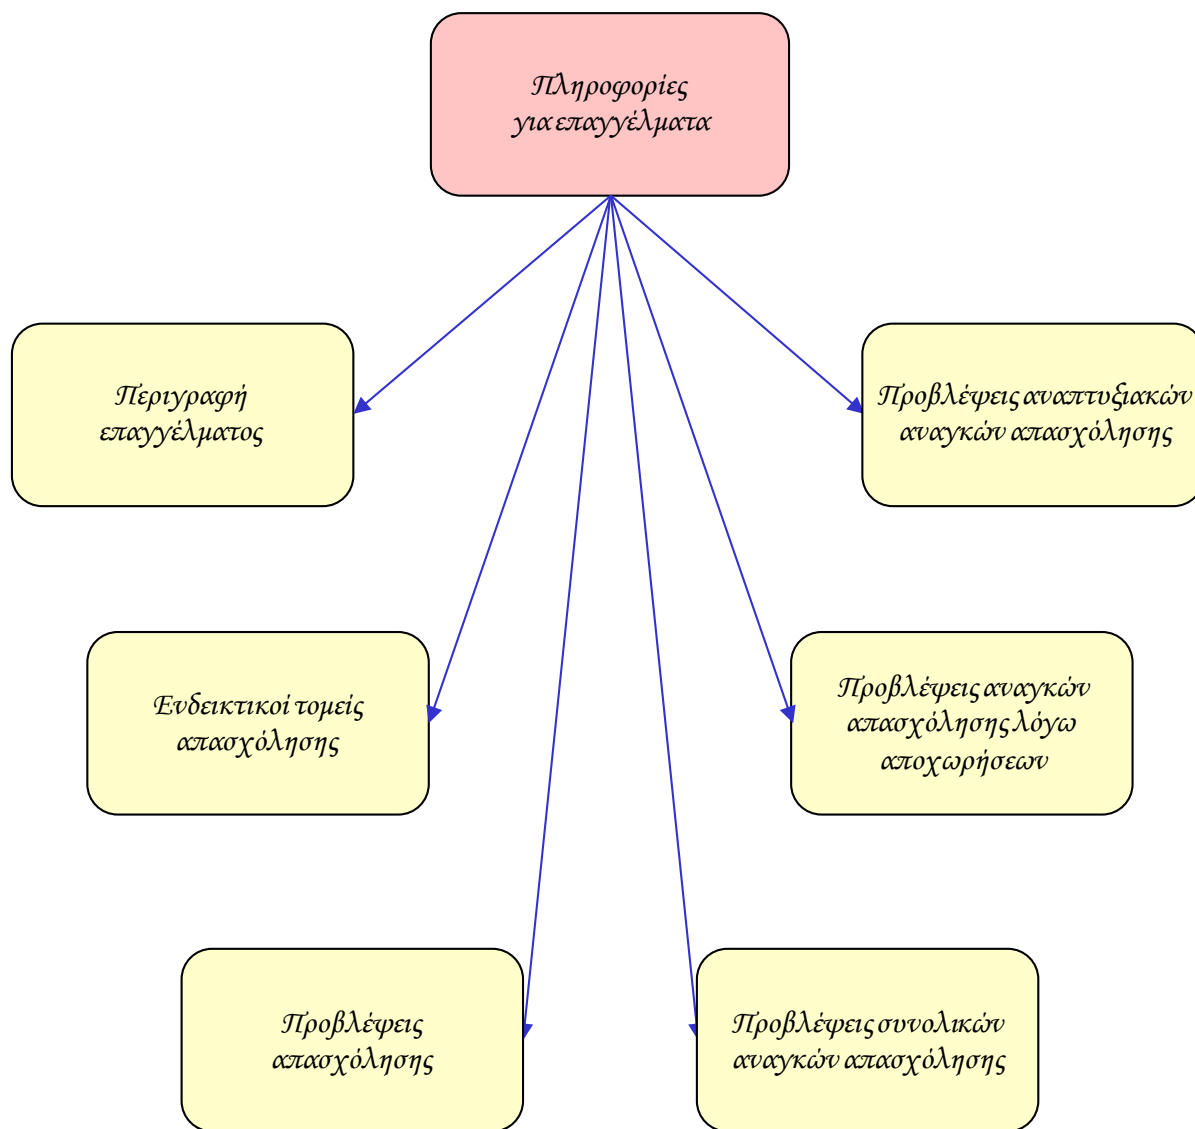 Πληροφορίες
για επαγγέλματα
Περιγραφή
επαγγέλματος
Προβλέψεις αναπτυξιακών
αναγκών απασχόλησης
Ενδεικτικοί τομείς
απασχόλησης
Προβλέψεις αναγκών
απασχόλησης λόγω
αποχωρήσεων
Προβλέψεις
απασχόλησης
Προβλέψεις συνολικών
αναγκών απασχόλησης